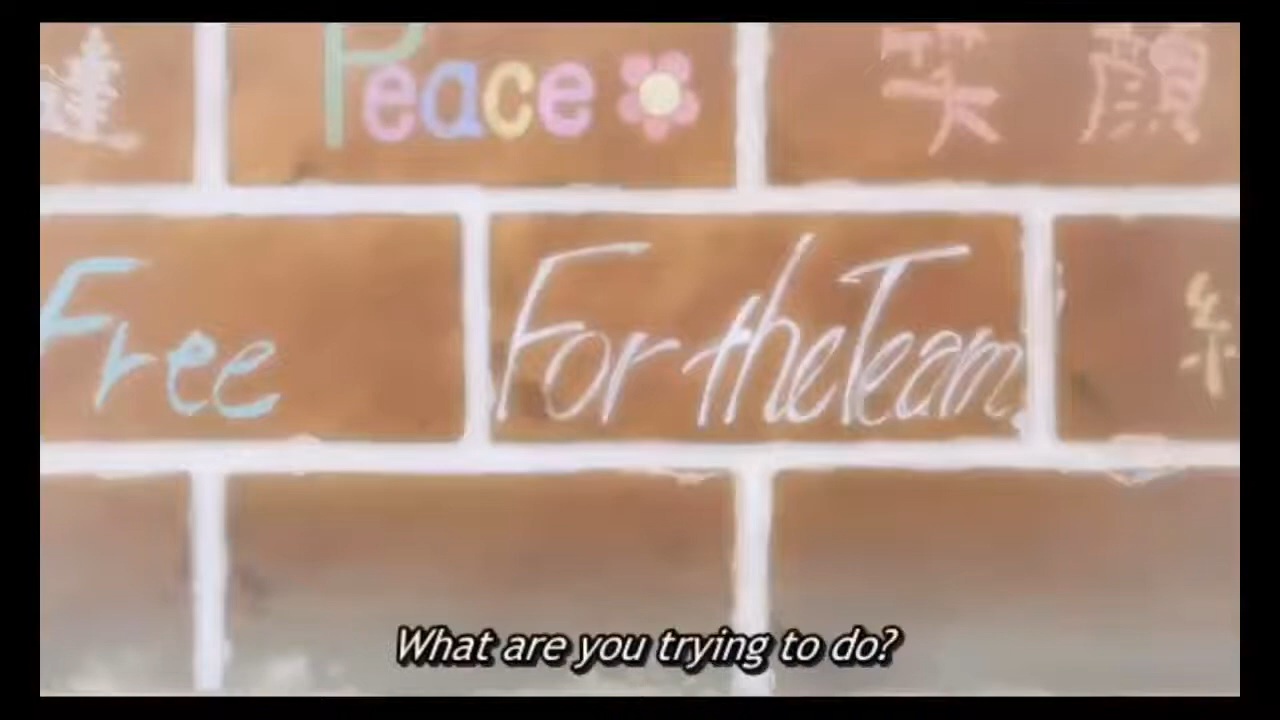 Peace 笑顔
Free For the Team
What are you trying to do?